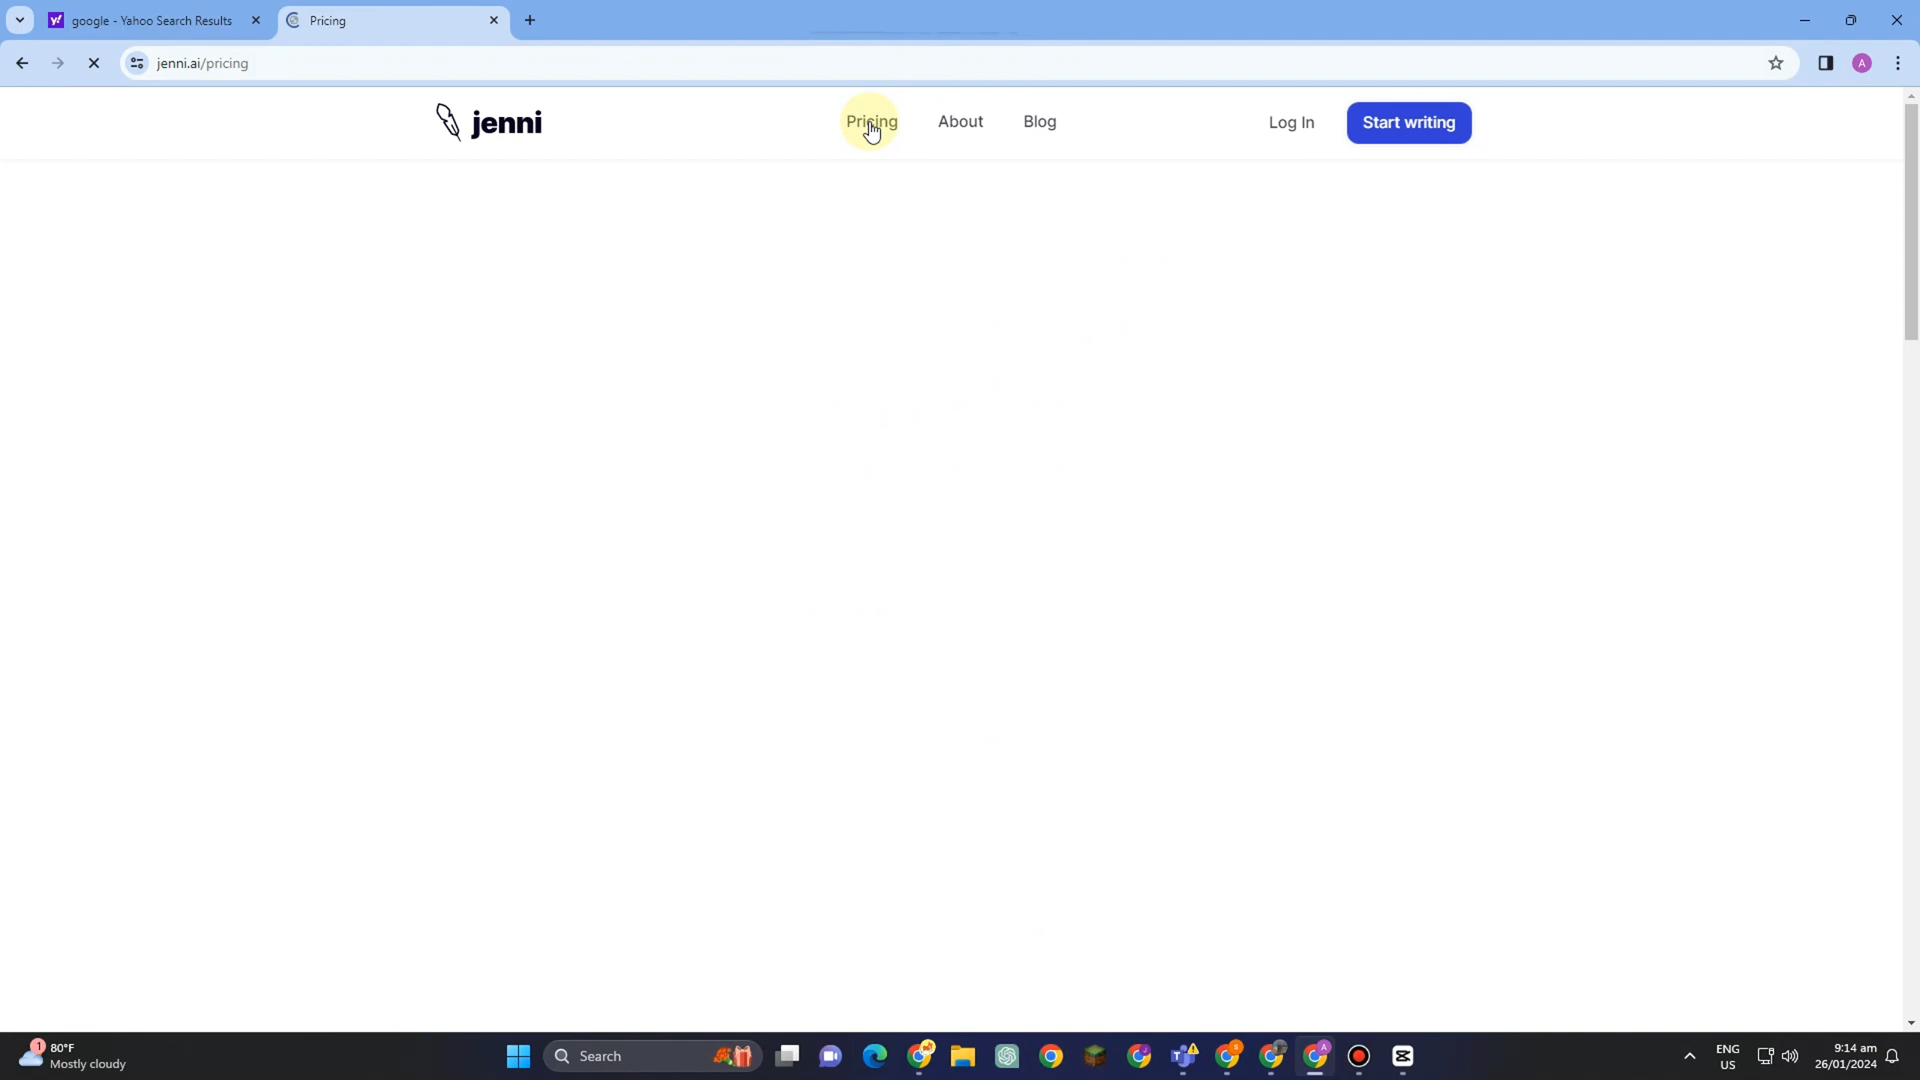 google - Yahoo Search Results
Pricing
jenni.ai/pricing
A
jenni
Pricing
About
Blog
Log In
Start writing
1
80°F
Mostly cloudy
Search
ENG
US
9:14 am
26/01/2024